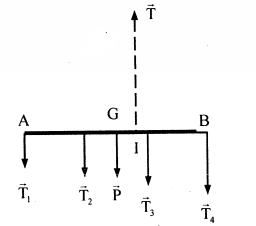 T⃗
G
A B
I
T⃗₁ T⃗₂ P⃗ T⃗₃ T⃗₄